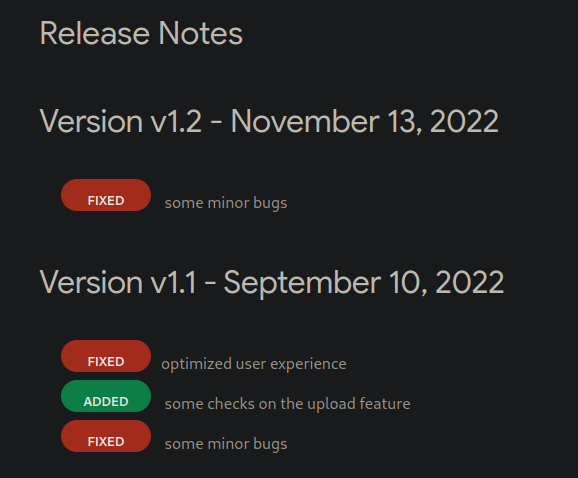 Release Notes
Version v1.2 - November 13, 2022
FIXED some minor bugs
Version v1.1 - September 10, 2022
FIXED optimized user experience
ADDED some checks on the upload feature
FIXED some minor bugs